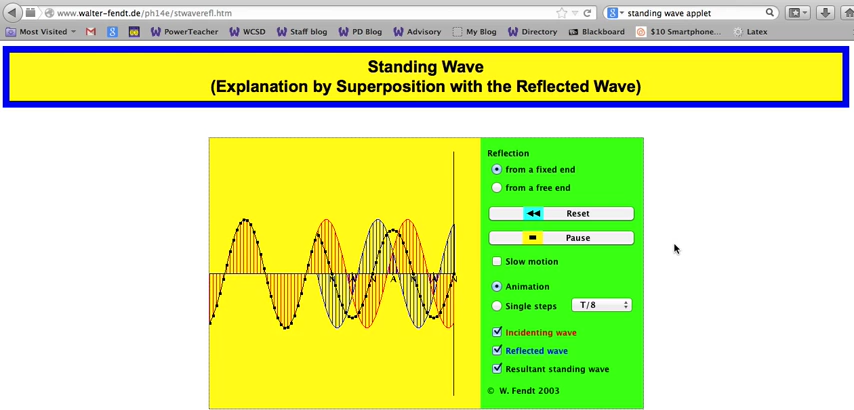 www.walter-fendt.de/ph14e/stwaverefl.htm
standing wave applet
Most Visited PowerTeacher WCSD Staff blog PD Blog Advisory My Blog Directory Blackboard $10 Smartphone... Latex
Standing Wave
(Explanation by Superposition with the Reflected Wave)
Reflection
from a fixed end
from a free end
Reset
Pause
Slow motion
Animation
Single steps T/8
Incidenting wave
Reflected wave
Resultant standing wave
© W. Fendt 2003
N A N